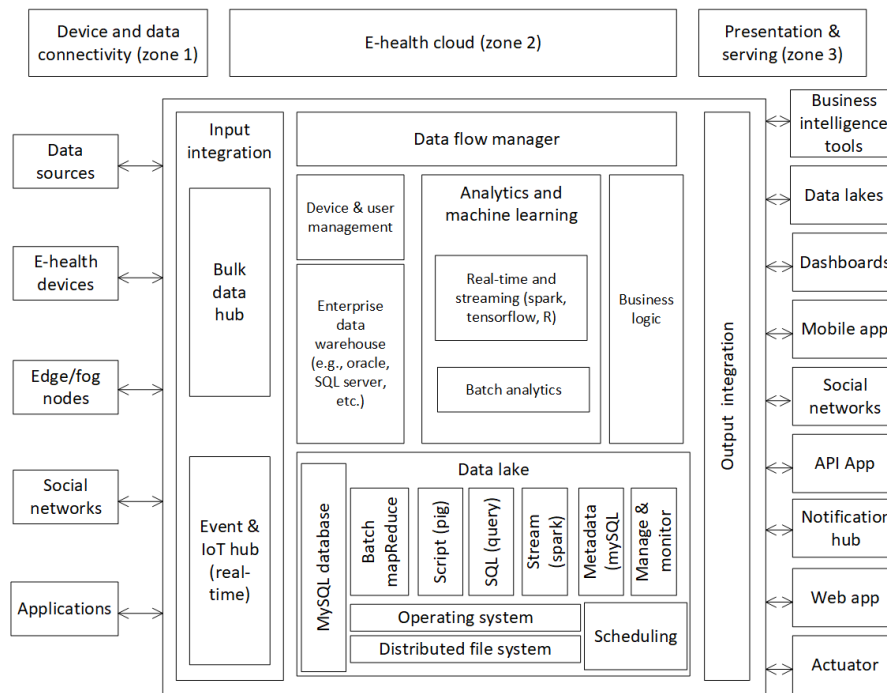 Device and data
connectivity (zone 1)
E-health cloud (zone 2)
Presentation &
serving (zone 3)
Data
sources
E-health
devices
Edge/fog
nodes
Social
networks
Applications
Input
integration
Bulk
data
hub
Event &
IoT hub
(real-
time)
Data flow manager
Device & user
management
Enterprise
data
warehouse
(e.g., oracle,
SQL server,
etc.)
Analytics and
machine learning
Real-time and
streaming (spark,
tensorflow, R)
Batch analytics
Business
logic
Data lake
MySQL database
Batch
mapReduce
Script (pig)
SQL (query)
Stream
(spark)
Metadata
(mySQL)
Manage &
monitor
Operating system
Distributed file system
Scheduling
Output integration
Business
intelligence
tools
Data lakes
Dashboards
Mobile app
Social
networks
API App
Notification
hub
Web app
Actuator